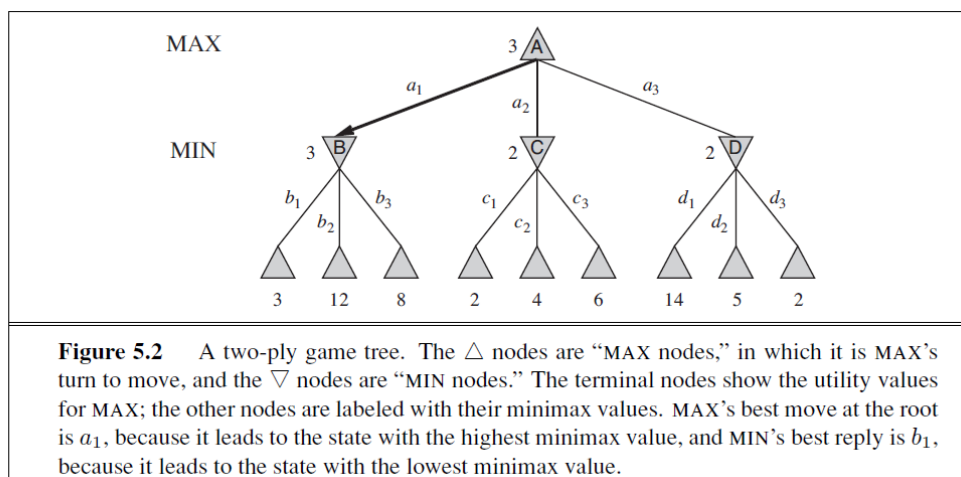 MAX
3 A
a1 a2 a3
MIN
3 B 2 C 2 D
b1 b2 b3 c1 c2 c3 d1 d2 d3
3 12 8 2 4 6 14 5 2
Figure 5.2 A two-ply game tree. The △ nodes are “MAX nodes,” in which it is MAX’s
turn to move, and the ▽ nodes are “MIN nodes.” The terminal nodes show the utility values
for MAX; the other nodes are labeled with their minimax values. MAX’s best move at the root
is a1, because it leads to the state with the highest minimax value, and MIN’s best reply is b1,
because it leads to the state with the lowest minimax value.